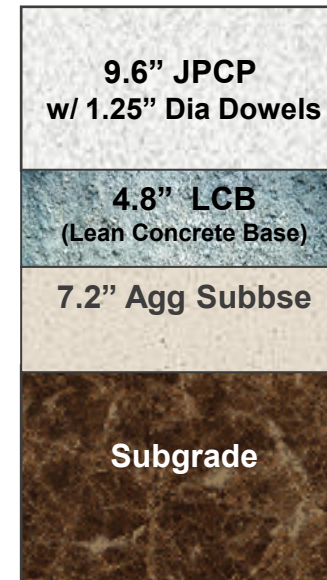 9.6” JPCP
w/ 1.25” Dia Dowels
4.8” LCB
(Lean Concrete Base)
7.2” Agg Subbse
Subgrade